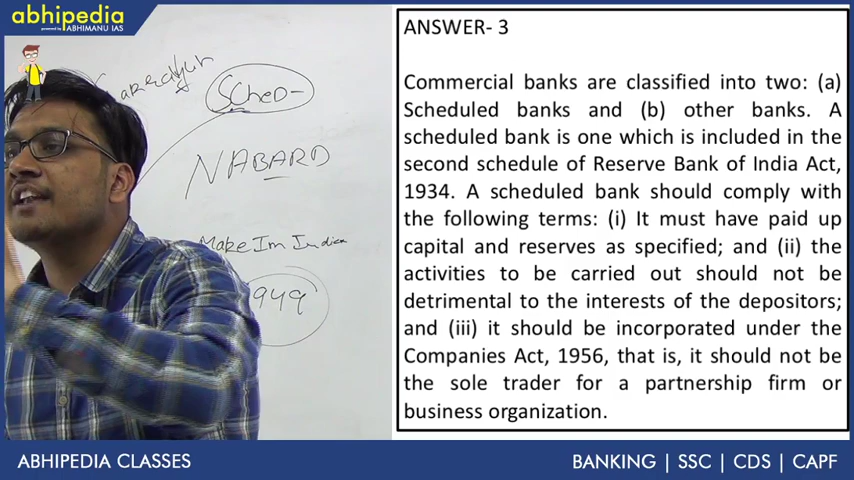 abhipedia
powered by ABHIMANU IAS
Sched-
NABARD
Make Im India
949
ANSWER- 3
Commercial banks are classified into two: (a)
Scheduled banks and (b) other banks. A
scheduled bank is one which is included in the
second schedule of Reserve Bank of India Act,
1934. A scheduled bank should comply with
the following terms: (i) It must have paid up
capital and reserves as specified; and (ii) the
activities to be carried out should not be
detrimental to the interests of the depositors;
and (iii) it should be incorporated under the
Companies Act, 1956, that is, it should not be
the sole trader for a partnership firm or
business organization.
ABHIPEDIA CLASSES
BANKING | SSC | CDS | CAPF